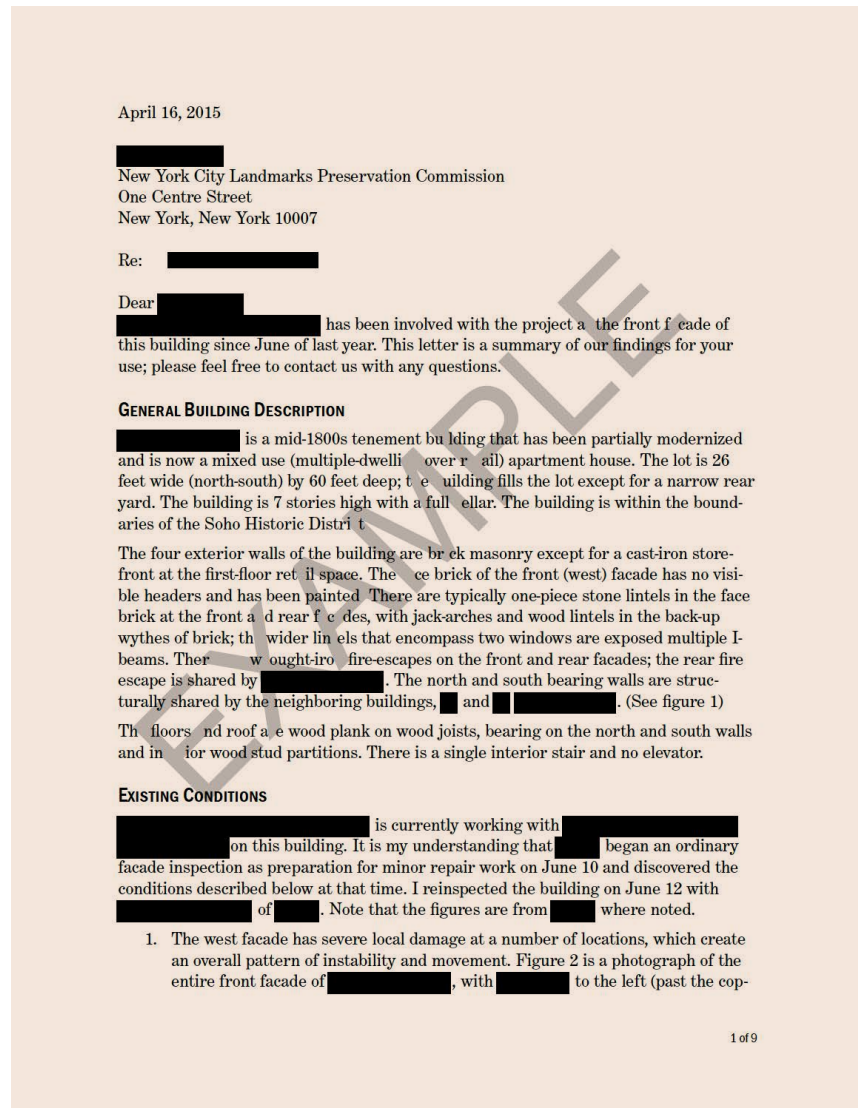 April 16, 2015
New York City Landmarks Preservation Commission
One Centre Street
New York, New York 10007
Re:
Dear
has been involved with the project a the front f cade of
this building since June of last year. This letter is a summary of our findings for your
use; please feel free to contact us with any questions.
GENERAL BUILDING DESCRIPTION
is a mid-1800s tenement bu lding that has been partially modernized
and is now a mixed use (multiple-dwelli over r ail) apartment house. The lot is 26
feet wide (north-south) by 60 feet deep; t e uilding fills the lot except for a narrow rear
yard. The building is 7 stories high with a full ellar. The building is within the bound-
aries of the Soho Historic Distri t
The four exterior walls of the building are br ck masonry except for a cast-iron store-
front at the first-floor ret il space. The ce brick of the front (west) facade has no visi-
ble headers and has been painted There are typically one-piece stone lintels in the face
brick at the front a d rear f c des, with jack-arches and wood lintels in the back-up
wythes of brick; th wider lin els that encompass two windows are exposed multiple I-
beams. Ther w ought-iro fire-escapes on the front and rear facades; the rear fire
escape is shared by . The north and south bearing walls are struc-
turally shared by the neighboring buildings, and . (See figure 1)
Th floors nd roof a e wood plank on wood joists, bearing on the north and south walls
and in ior wood stud partitions. There is a single interior stair and no elevator.
EXISTING CONDITIONS
is currently working with
on this building. It is my understanding that began an ordinary
facade inspection as preparation for minor repair work on June 10 and discovered the
conditions described below at that time. I reinspected the building on June 12 with
of . Note that the figures are from where noted.
1. The west facade has severe local damage at a number of locations, which create
an overall pattern of instability and movement. Figure 2 is a photograph of the
entire front facade of , with to the left (past the cop-
1 of 9
EXAMPLE